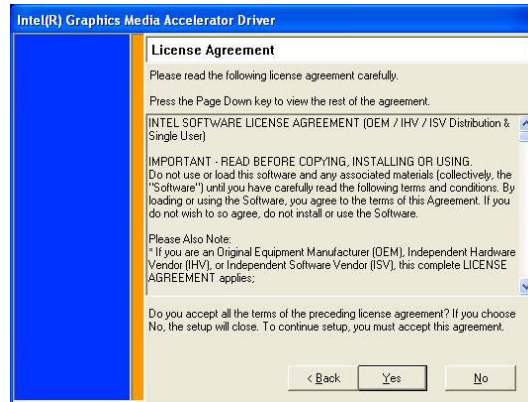 Intel(R) Graphics Media Accelerator Driver
License Agreement
Please read the following license agreement carefully.
Press the Page Down key to view the rest of the agreement.
INTEL SOFTWARE LICENSE AGREEMENT (OEM / IHV / ISV Distribution &
Single User)
IMPORTANT - READ BEFORE COPYING, INSTALLING OR USING.
Do not use or load this software and any associated materials (collectively, the
"Software") until you have carefully read the following terms and conditions. By
loading or using the Software, you agree to the terms of this Agreement. If you
do not wish to so agree, do not install or use the Software.
Please Also Note:
* If you are an Original Equipment Manufacturer (OEM), Independent Hardware
Vendor (IHV), or Independent Software Vendor (ISV), this complete LICENSE
AGREEMENT applies;
Do you accept all the terms of the preceding license agreement? If you choose
No, the setup will close. To continue setup, you must accept this agreement.
< Back
Yes
No